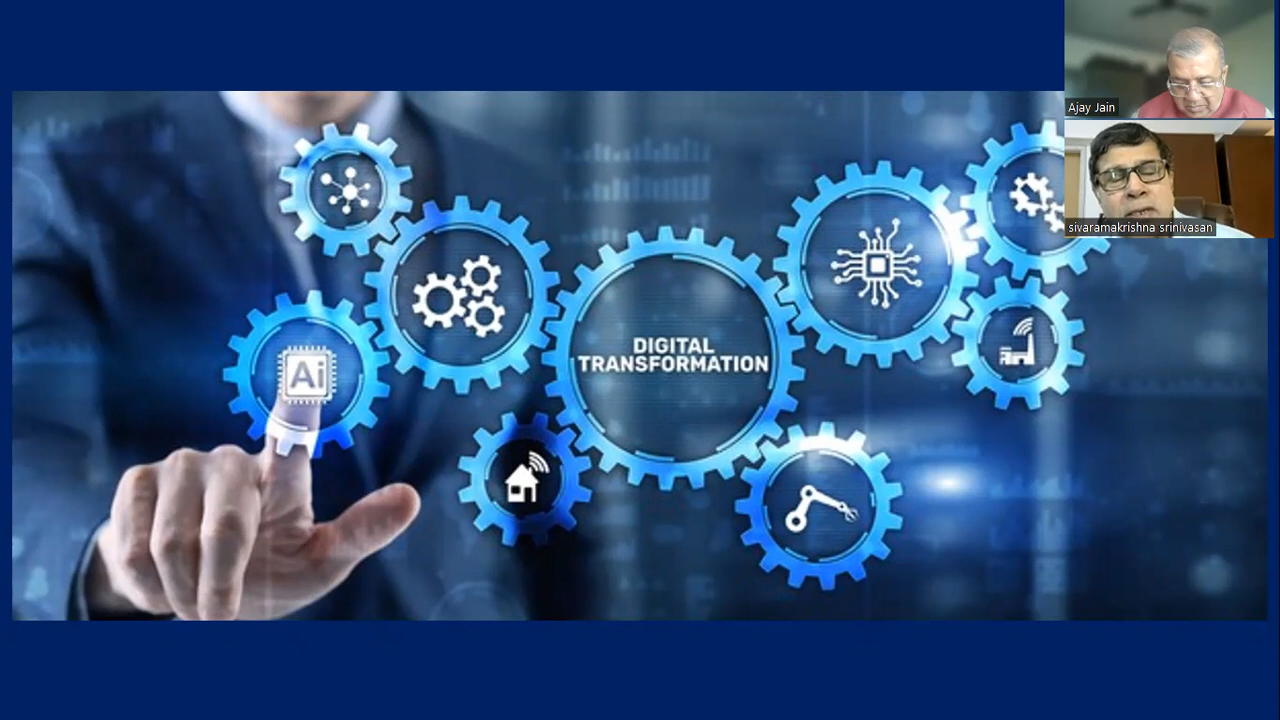 Ajay Jain
sivaramakrishna srinivasan
Ai
DIGITAL
TRANSFORMATION